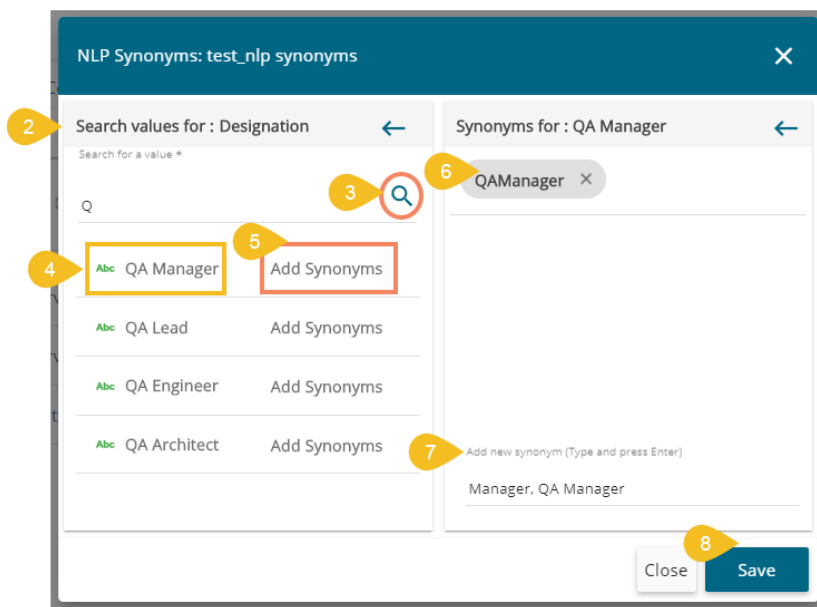 NLP Synonyms: test_nlp synonyms
2
Search values for : Designation
Search for a value *
3
Q
4
5
Abc QA Manager Add Synonyms
Abc QA Lead Add Synonyms
Abc QA Engineer Add Synonyms
Abc QA Architect Add Synonyms
Synonyms for : QA Manager
6
QAManager ×
7
Add new synonym (Type and press Enter)
Manager, QA Manager
8
Close Save